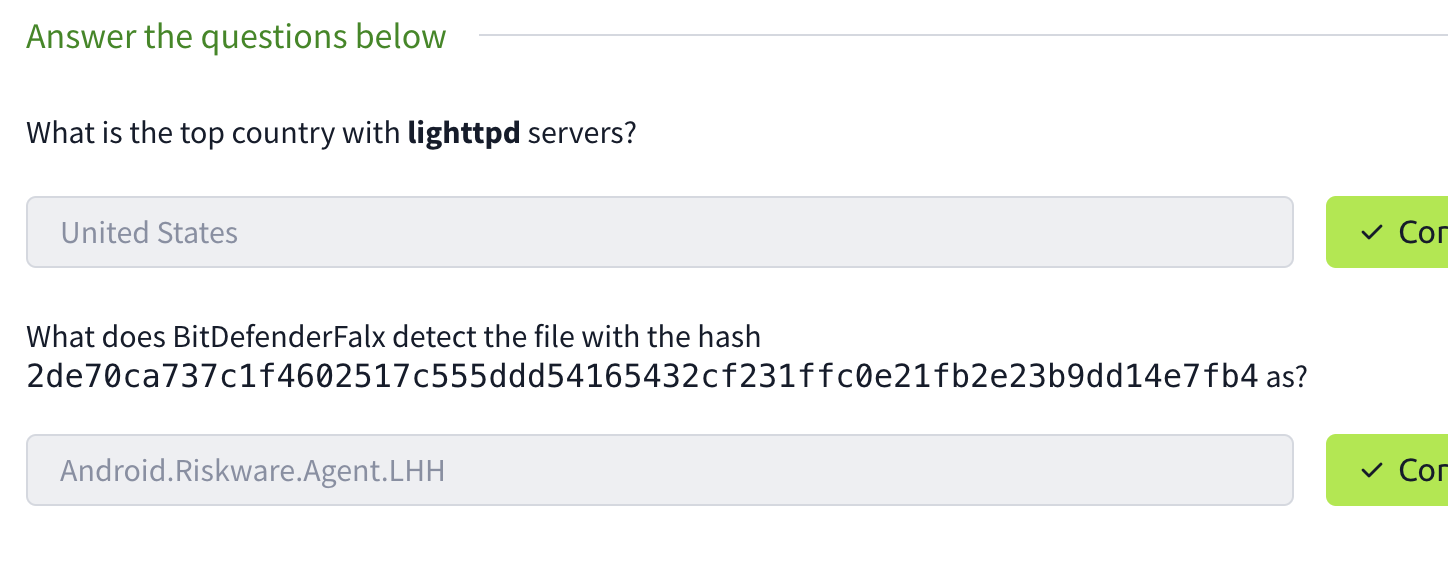 Answer the questions below
What is the top country with lighttpd servers?
United States
✓ Cor
What does BitDefenderFalx detect the file with the hash
2de70ca737c1f4602517c555ddd54165432cf231ffc0e21fb2e23b9dd14e7fb4 as?
Android.Riskware.Agent.LHH
✓ Cor